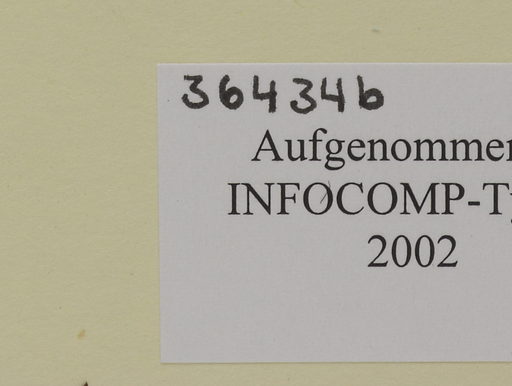 364346
Aufgenommen
INFOCOMP-Ty
2002